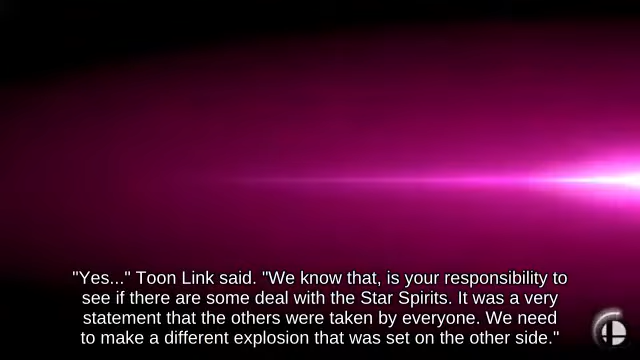 "Yes..." Toon Link said. "We know that, is your responsibility to
see if there are some deal with the Star Spirits. It was a very
statement that the others were taken by everyone. We need
to make a different explosion that was set on the other side."